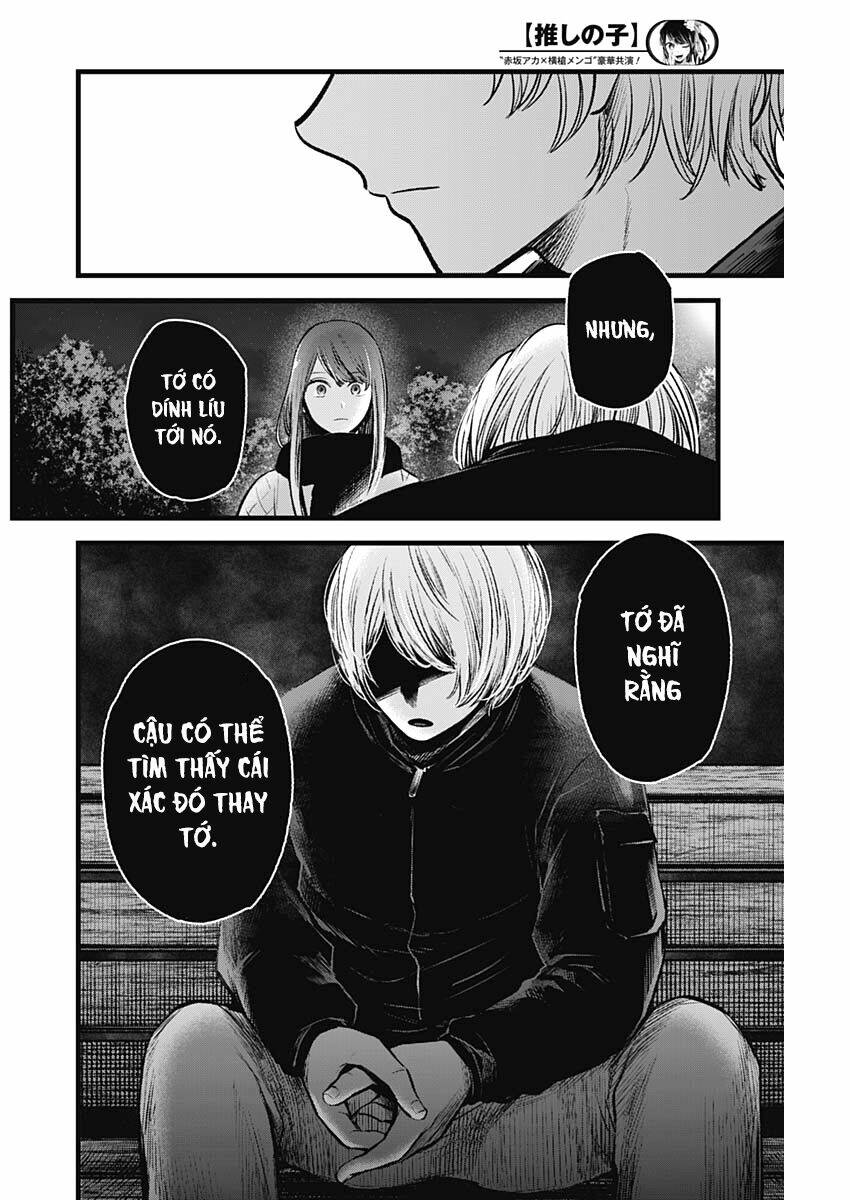 【推しの子】
"赤坂アカ×横槍メンゴ"豪華共演!
NHƯNG,
TỚ CÓ
DÍNH LÍU
TỚI NÓ.
TỚ ĐÃ
NGHĨ
RẰNG
CẬU CÓ THỂ
TÌM THẤY CÁI
XÁC ĐÓ THAY
TỚ.